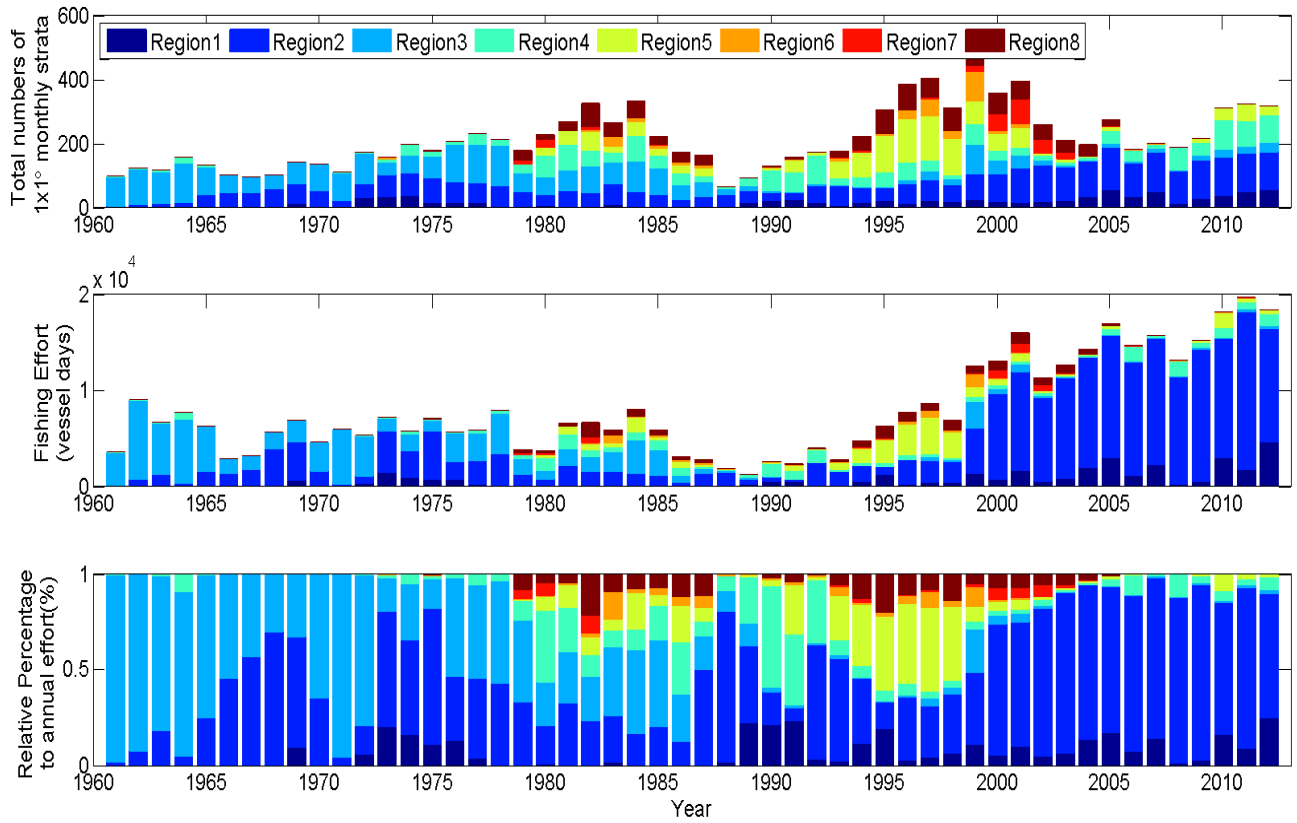 600
400
200
0
Total numbers of
1x1° monthly strata
Region1 Region2 Region3 Region4 Region5 Region6 Region7 Region8
1960 1965 1970 1975 1980 1985 1990 1995 2000 2005 2010
x 10⁴
2
1
0
Fishing Effort
(vessel days)
1960 1965 1970 1975 1980 1985 1990 1995 2000 2005 2010
1
0.5
0
Relative Percentage
to annual effort(%)
1960 1965 1970 1975 1980 1985 1990 1995 2000 2005 2010
Year